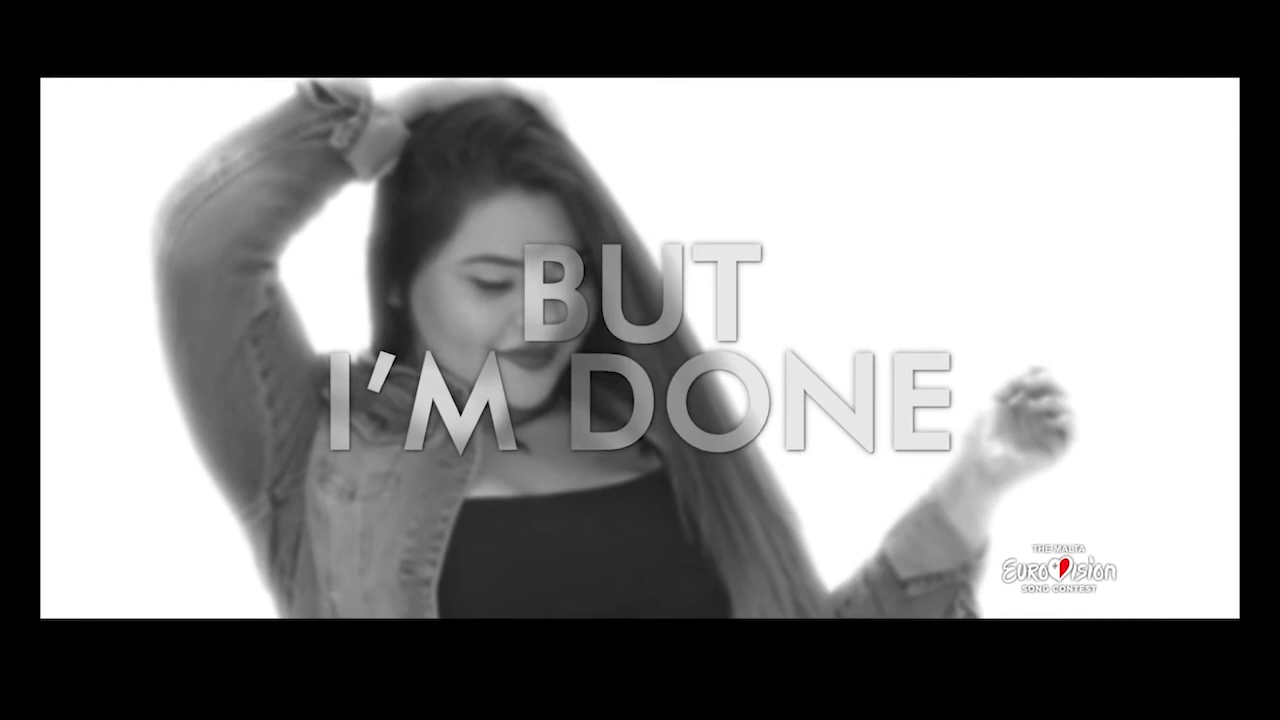 BUT
I'M DONE
THE MALTA
EUROVISION
SONG CONTEST